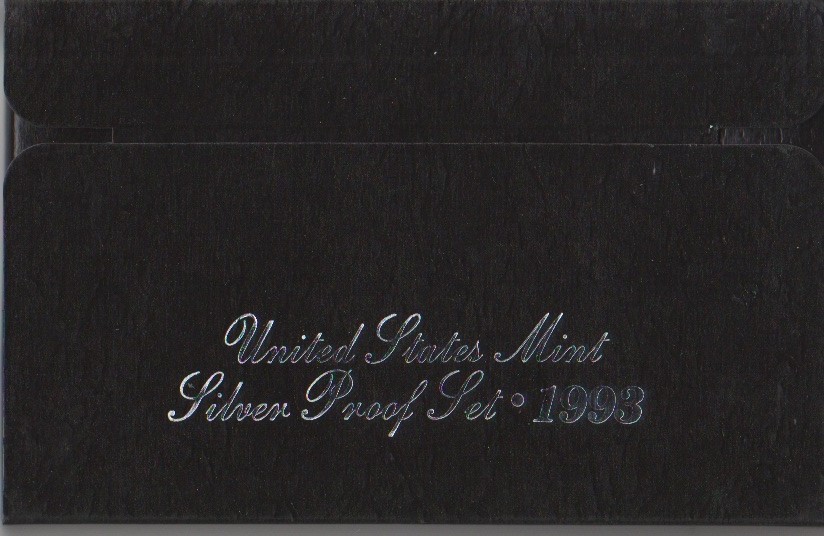 United States Mint
Silver Proof Set • 1993